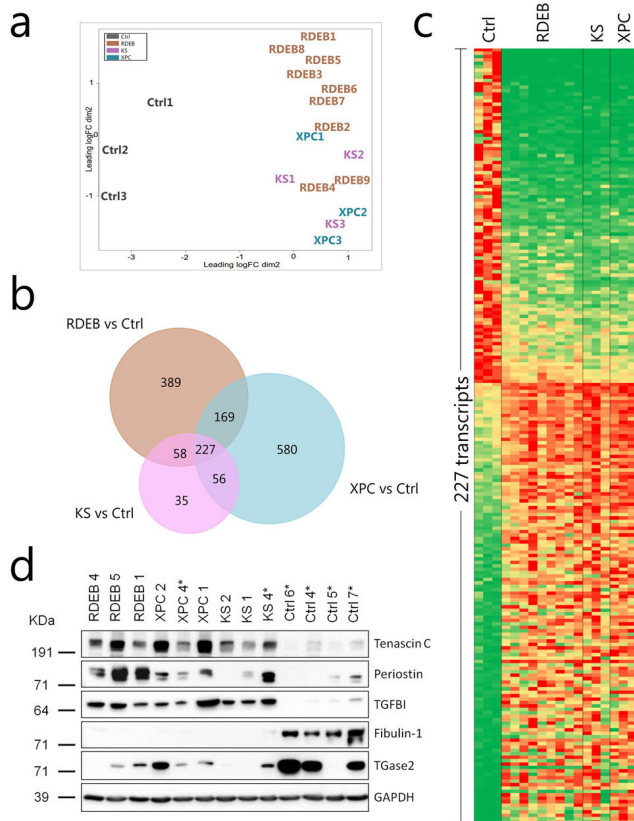 a
Ctrl
RDEB
KS
XPC
Leading logFC dim2
1
0
-1
-3
-2
-1
0
1
Leading logFC dim2
RDEB1
RDEB8
RDEB5
RDEB3
RDEB6
RDEB7
Ctrl1
RDEB2
XPC1
Ctrl2
KS2
KS1
RDEB9
RDEB4
Ctrl3
XPC2
KS3
XPC3
b
RDEB vs Ctrl
389
169
58
227
580
56
35
KS vs Ctrl
XPC vs Ctrl
c
Ctrl
RDEB
KS
XPC
227 transcripts
d
RDEB 4
RDEB 5
RDEB 1
XPC 2
XPC 4*
XPC 1
KS 2
KS 1
KS 4*
Ctrl 6*
Ctrl 4*
Ctrl 5*
Ctrl 7*
KDa
191
Tenascin C
71
Periostin
64
TGFBI
71
Fibulin-1
71
TGase2
39
GAPDH